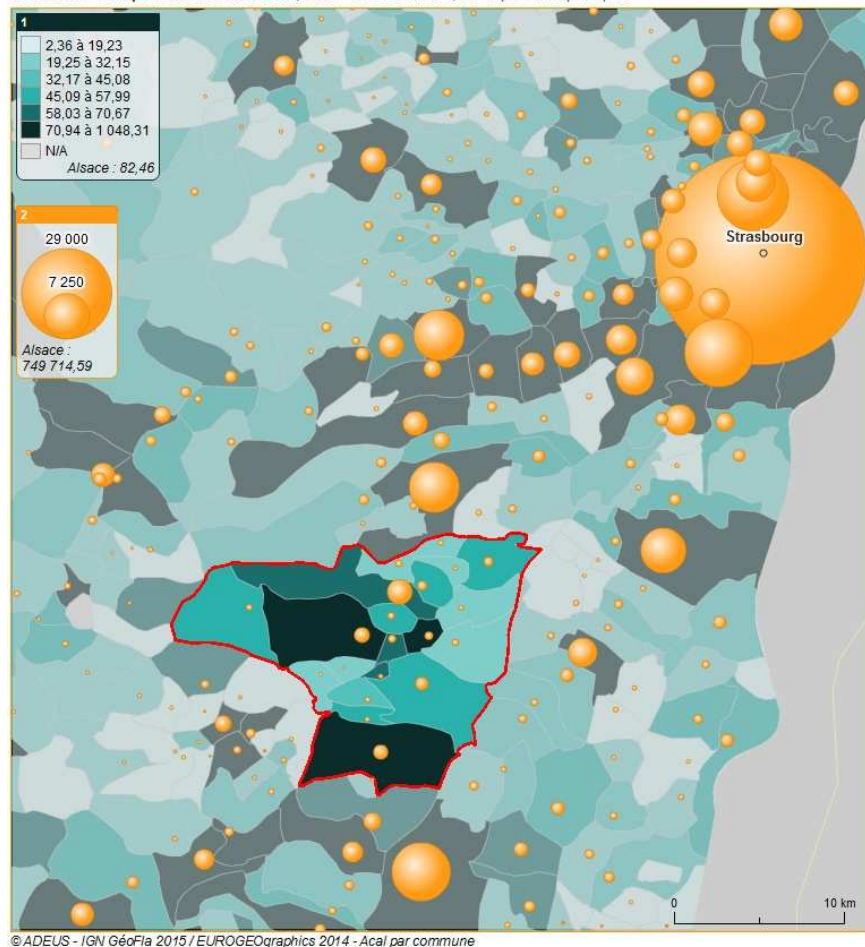 1
2,36 à 19,23
19,25 à 32,15
32,17 à 45,08
45,09 à 57,99
58,03 à 70,67
70,94 à 1 048,31
N/A
Alsace : 82,46
2
29 000
7 250
Alsace :
749 714,59
Strasbourg
0 10 km
© ADEUS - IGN GéoFla 2015 / EUROGEOgraphics 2014 - Acal par commune